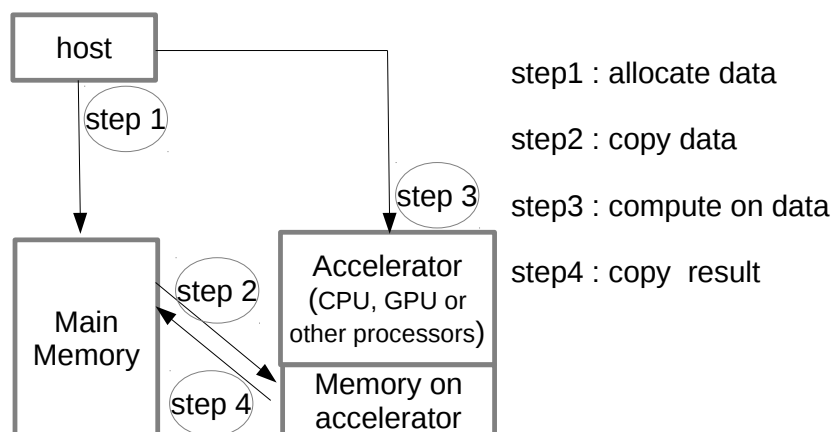 host
step 1
step1 : allocate data
step2 : copy data
step 3
step3 : compute on data
step4 : copy result
Accelerator
(CPU, GPU or
other processors)
step 2
Main
Memory
step 4
Memory on
accelerator